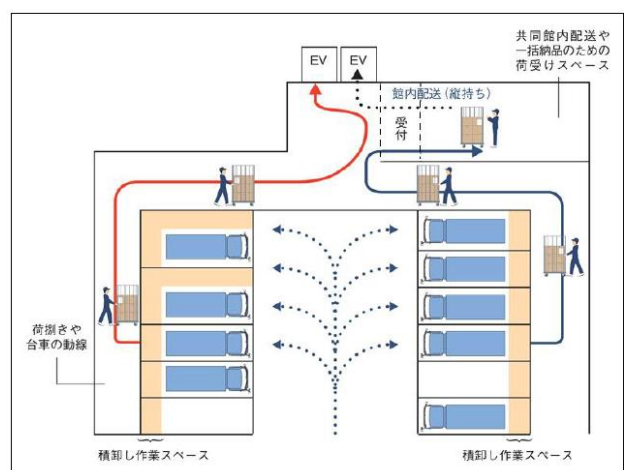 共同館内配送や
一括納品のための
荷受けスペース
EV
EV
館内配送(縦持ち)
受付
荷捌きや
台車の動線
積卸し作業スペース
積卸し作業スペース